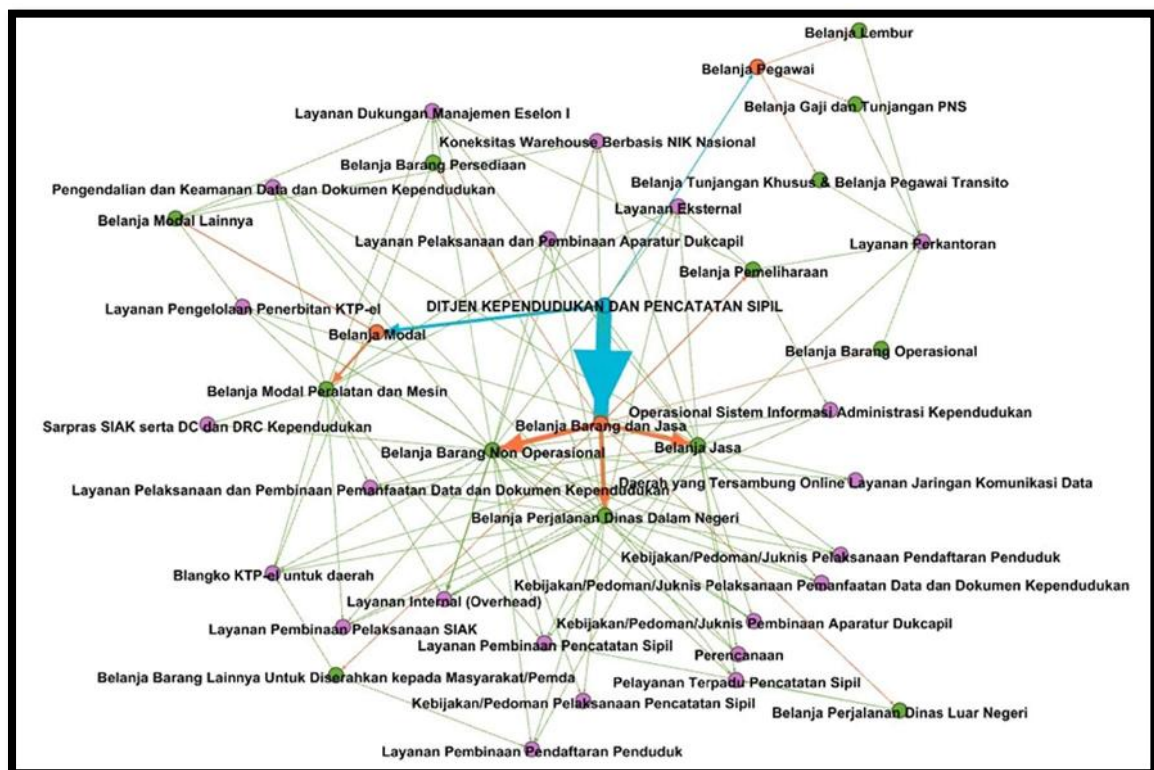 Belanja Lembur
Belanja Pegawai
Belanja Gaji dan Tunjangan PNS
Layanan Dukungan Manajemen Eselon I
Koneksitas Warehouse Berbasis NIK Nasional
Belanja Barang Persediaan
Pengendalian dan Keamanan Data dan Dokumen Kependudukan
Belanja Tunjangan Khusus & Belanja Pegawai Transito
Layanan Eksternal
Belanja Modal Lainnya
Layanan Pelaksanaan dan Pembinaan Aparatur Dukcapil
Layanan Perkantoran
Belanja Pemeliharaan
DITJEN KEPENDUDUKAN DAN PENCATATAN SIPIL
Layanan Pengelolaan Penerbitan KTP-el
Belanja Modal
Belanja Barang Operasional
Belanja Modal Peralatan dan Mesin
Operasional Sistem Informasi Administrasi Kependudukan
Sarpras SIAK serta DC dan DRC Kependudukan
Belanja Barang dan Jasa
Belanja Barang Non Operasional
Belanja Jasa
Daerah yang Tersambung Online Layanan Jaringan Komunikasi Data
Layanan Pelaksanaan dan Pembinaan Pemanfaatan Data dan Dokumen Kependudukan
Belanja Perjalanan Dinas Dalam Negeri
Kebijakan/Pedoman/Juknis Pelaksanaan Pendaftaran Penduduk
Blangko KTP-el untuk daerah
Kebijakan/Pedoman/Juknis Pelaksanaan Pemanfaatan Data dan Dokumen Kependudukan
Layanan Internal (Overhead)
Kebijakan/Pedoman/Juknis Pembinaan Aparatur Dukcapil
Layanan Pembinaan Pelaksanaan SIAK
Layanan Pembinaan Pencatatan Sipil
Perencanaan
Belanja Barang Lainnya Untuk Diserahkan kepada Masyarakat/Pemda
Pelayanan Terpadu Pencatatan Sipil
Kebijakan/Pedoman Pelaksanaan Pencatatan Sipil
Belanja Perjalanan Dinas Luar Negeri
Layanan Pembinaan Pendaftaran Penduduk